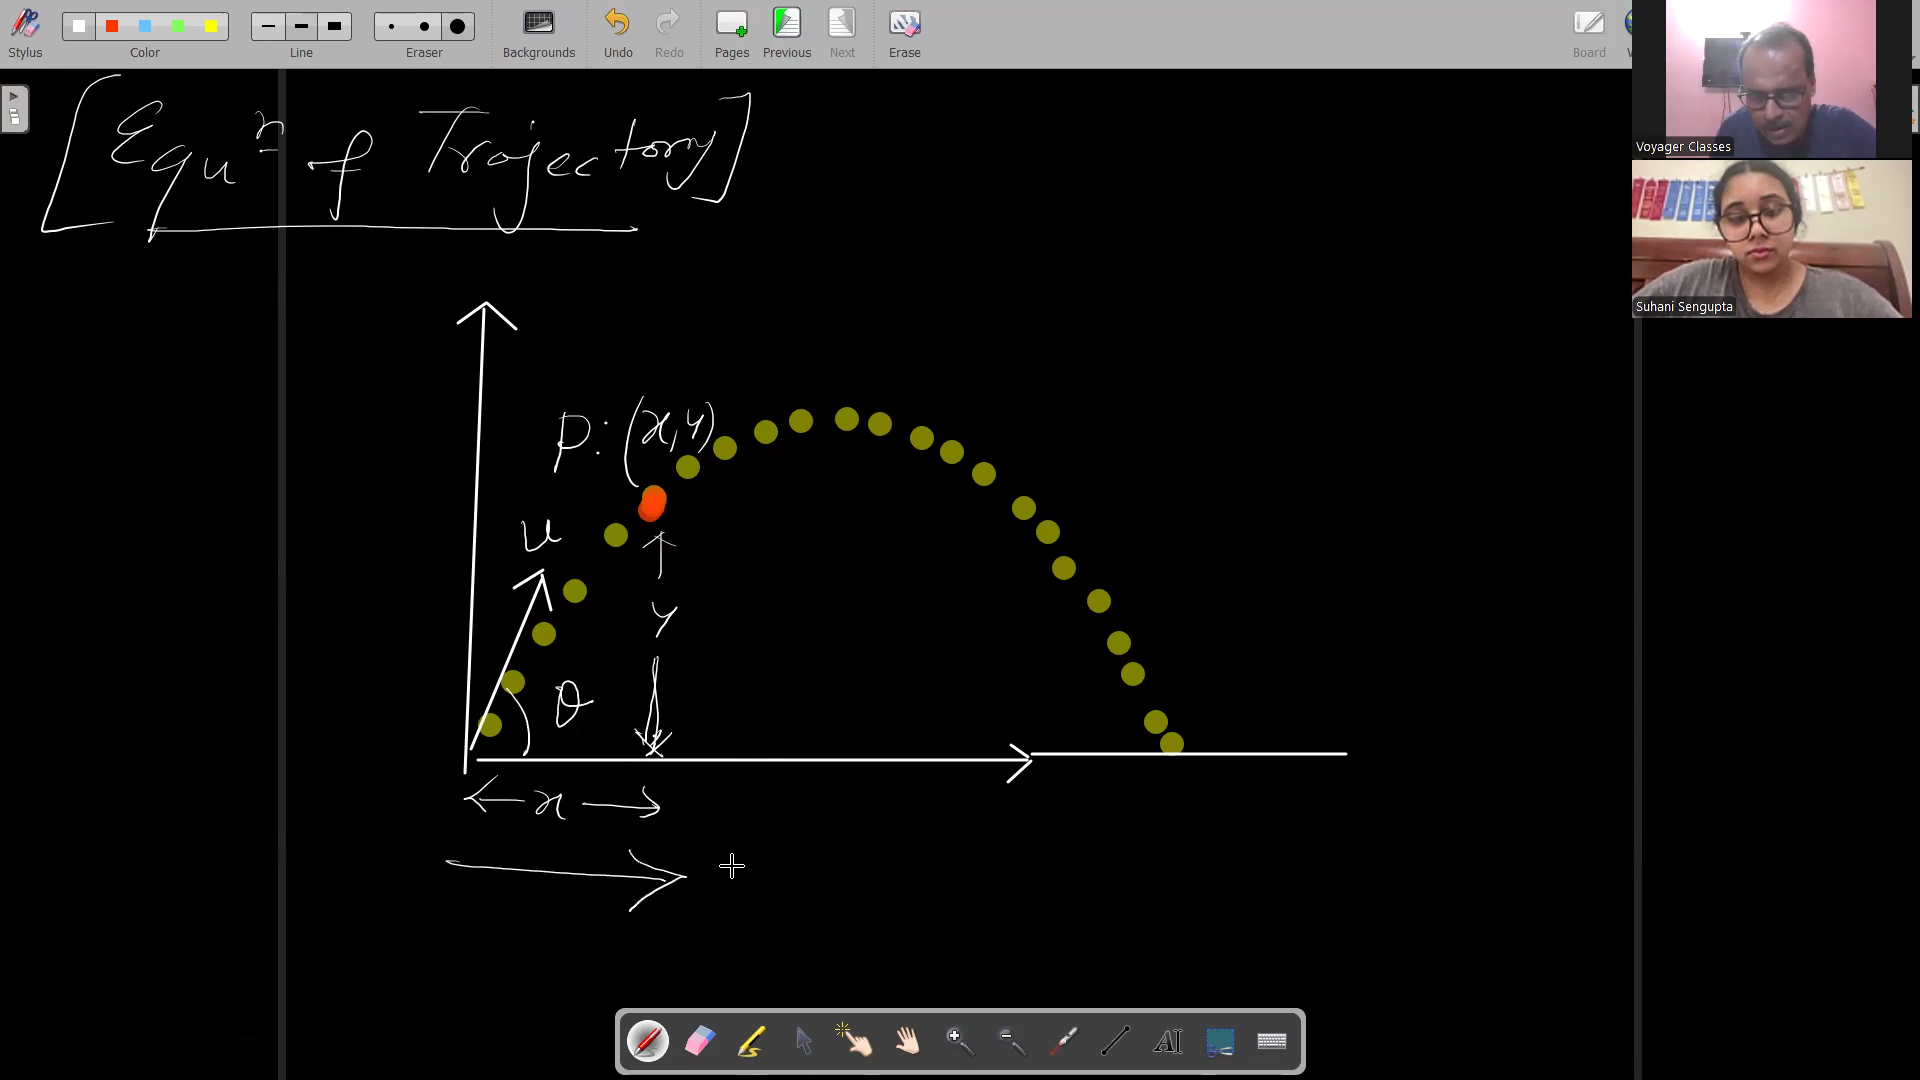 Stylus
Color
Line
Eraser
Backgrounds
Undo
Redo
Pages
Previous
Next
Erase
Board
Voyager Classes
Suhani Sengupta
[Equⁿ of Trajectory]
P: (x, y)
u
y
θ
x